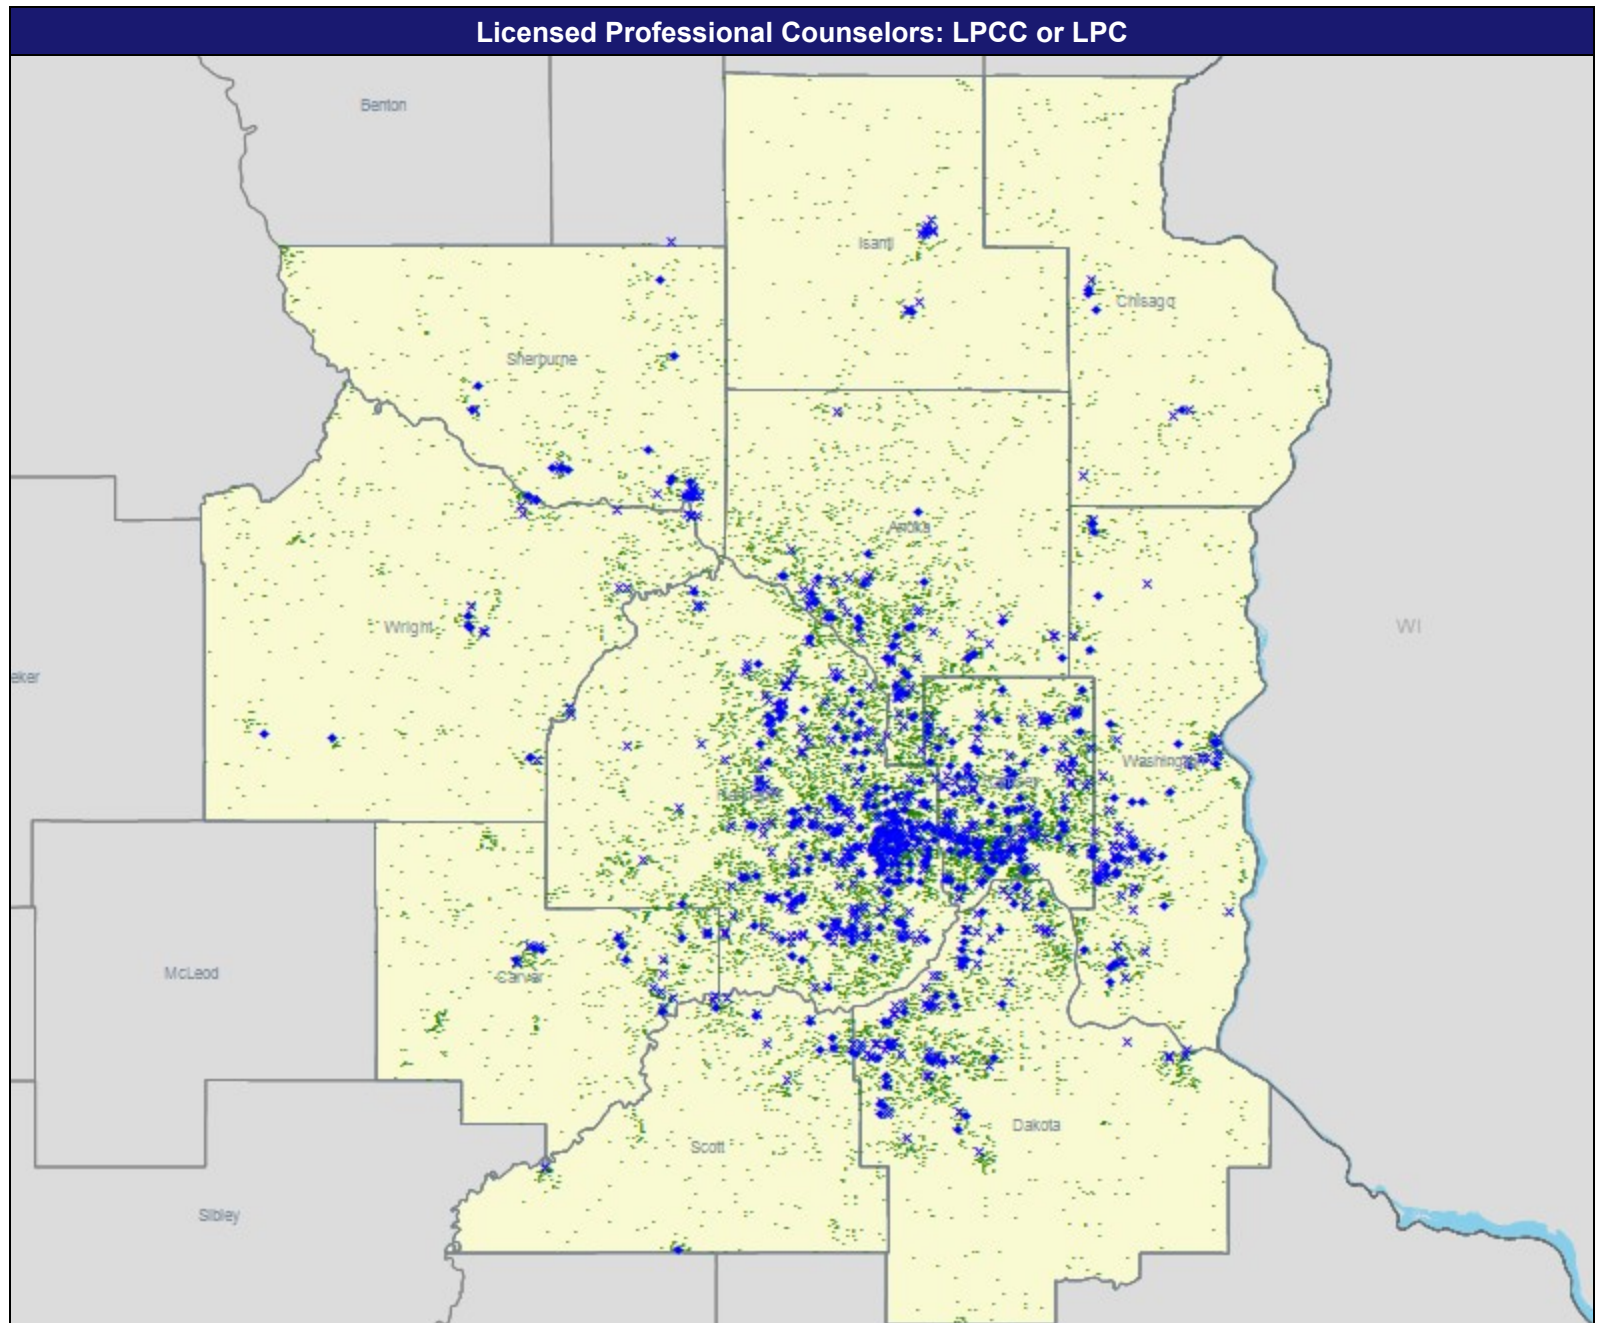 Licensed Professional Counselors: LPCC or LPC
Benton
Isanti
Chisago
Sherburne
Anoka
WI
Wright
eker
Washington
McLeod
Carver
Dakota
Scott
Sibley